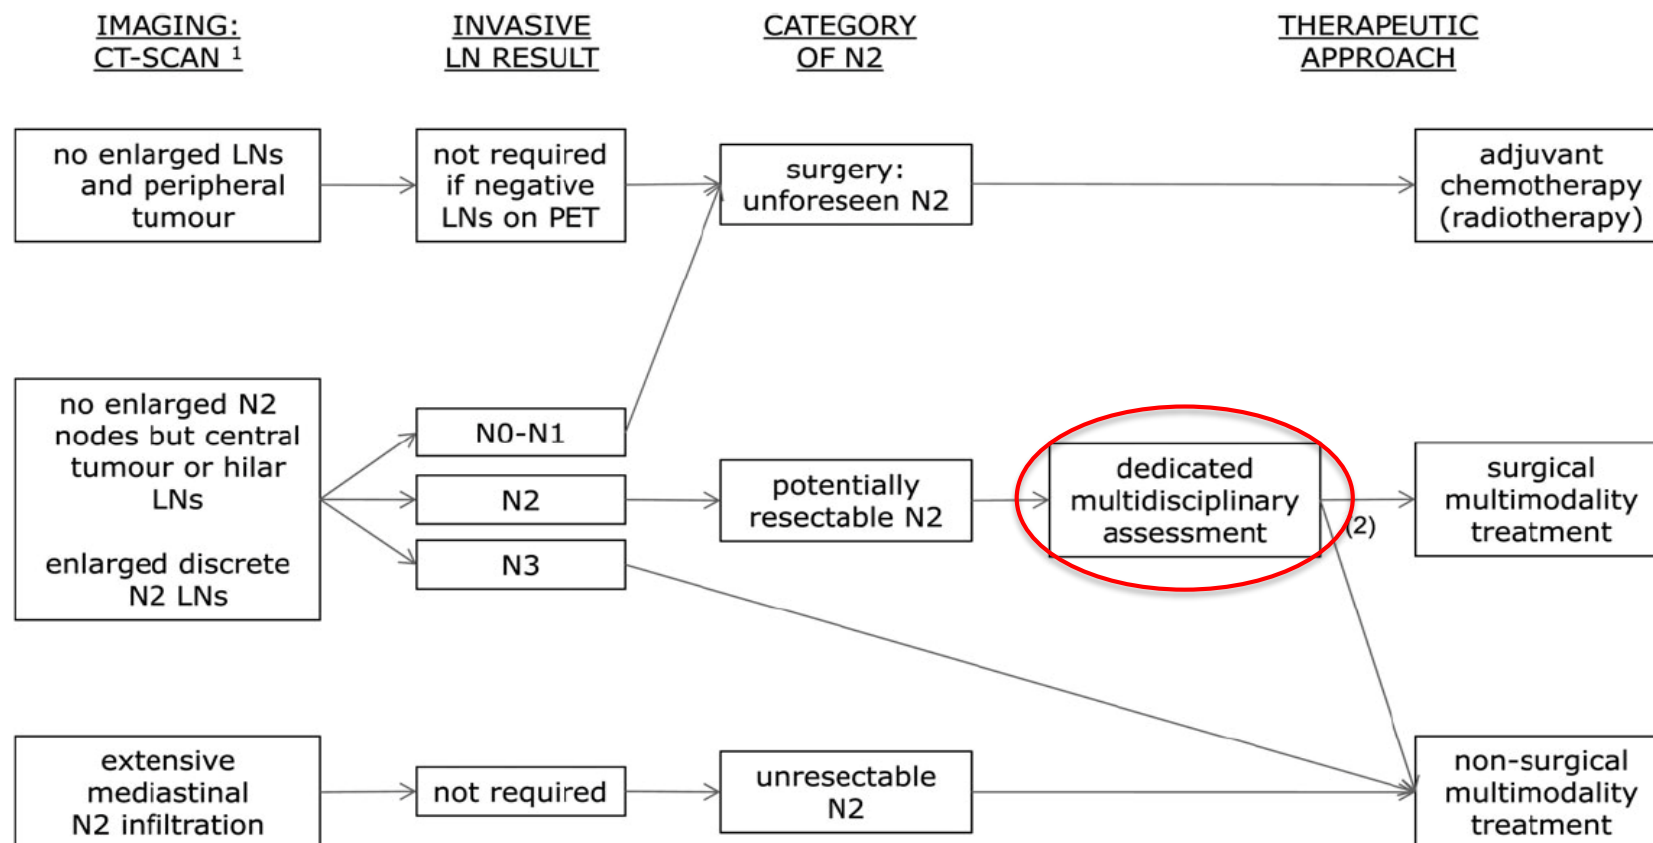 IMAGING:
CT-SCAN 1
INVASIVE
LN RESULT
CATEGORY
OF N2
THERAPEUTIC
APPROACH
no enlarged LNs
and peripheral
tumour
not required
if negative
LNs on PET
surgery:
unforeseen N2
adjuvant
chemotherapy
(radiotherapy)
no enlarged N2
nodes but central
tumour or hilar
LNs
enlarged discrete
N2 LNs
N0-N1
N2
N3
potentially
resectable N2
dedicated
multidisciplinary
assessment
(2)
surgical
multimodality
treatment
extensive
mediastinal
N2 infiltration
not required
unresectable
N2
non-surgical
multimodality
treatment